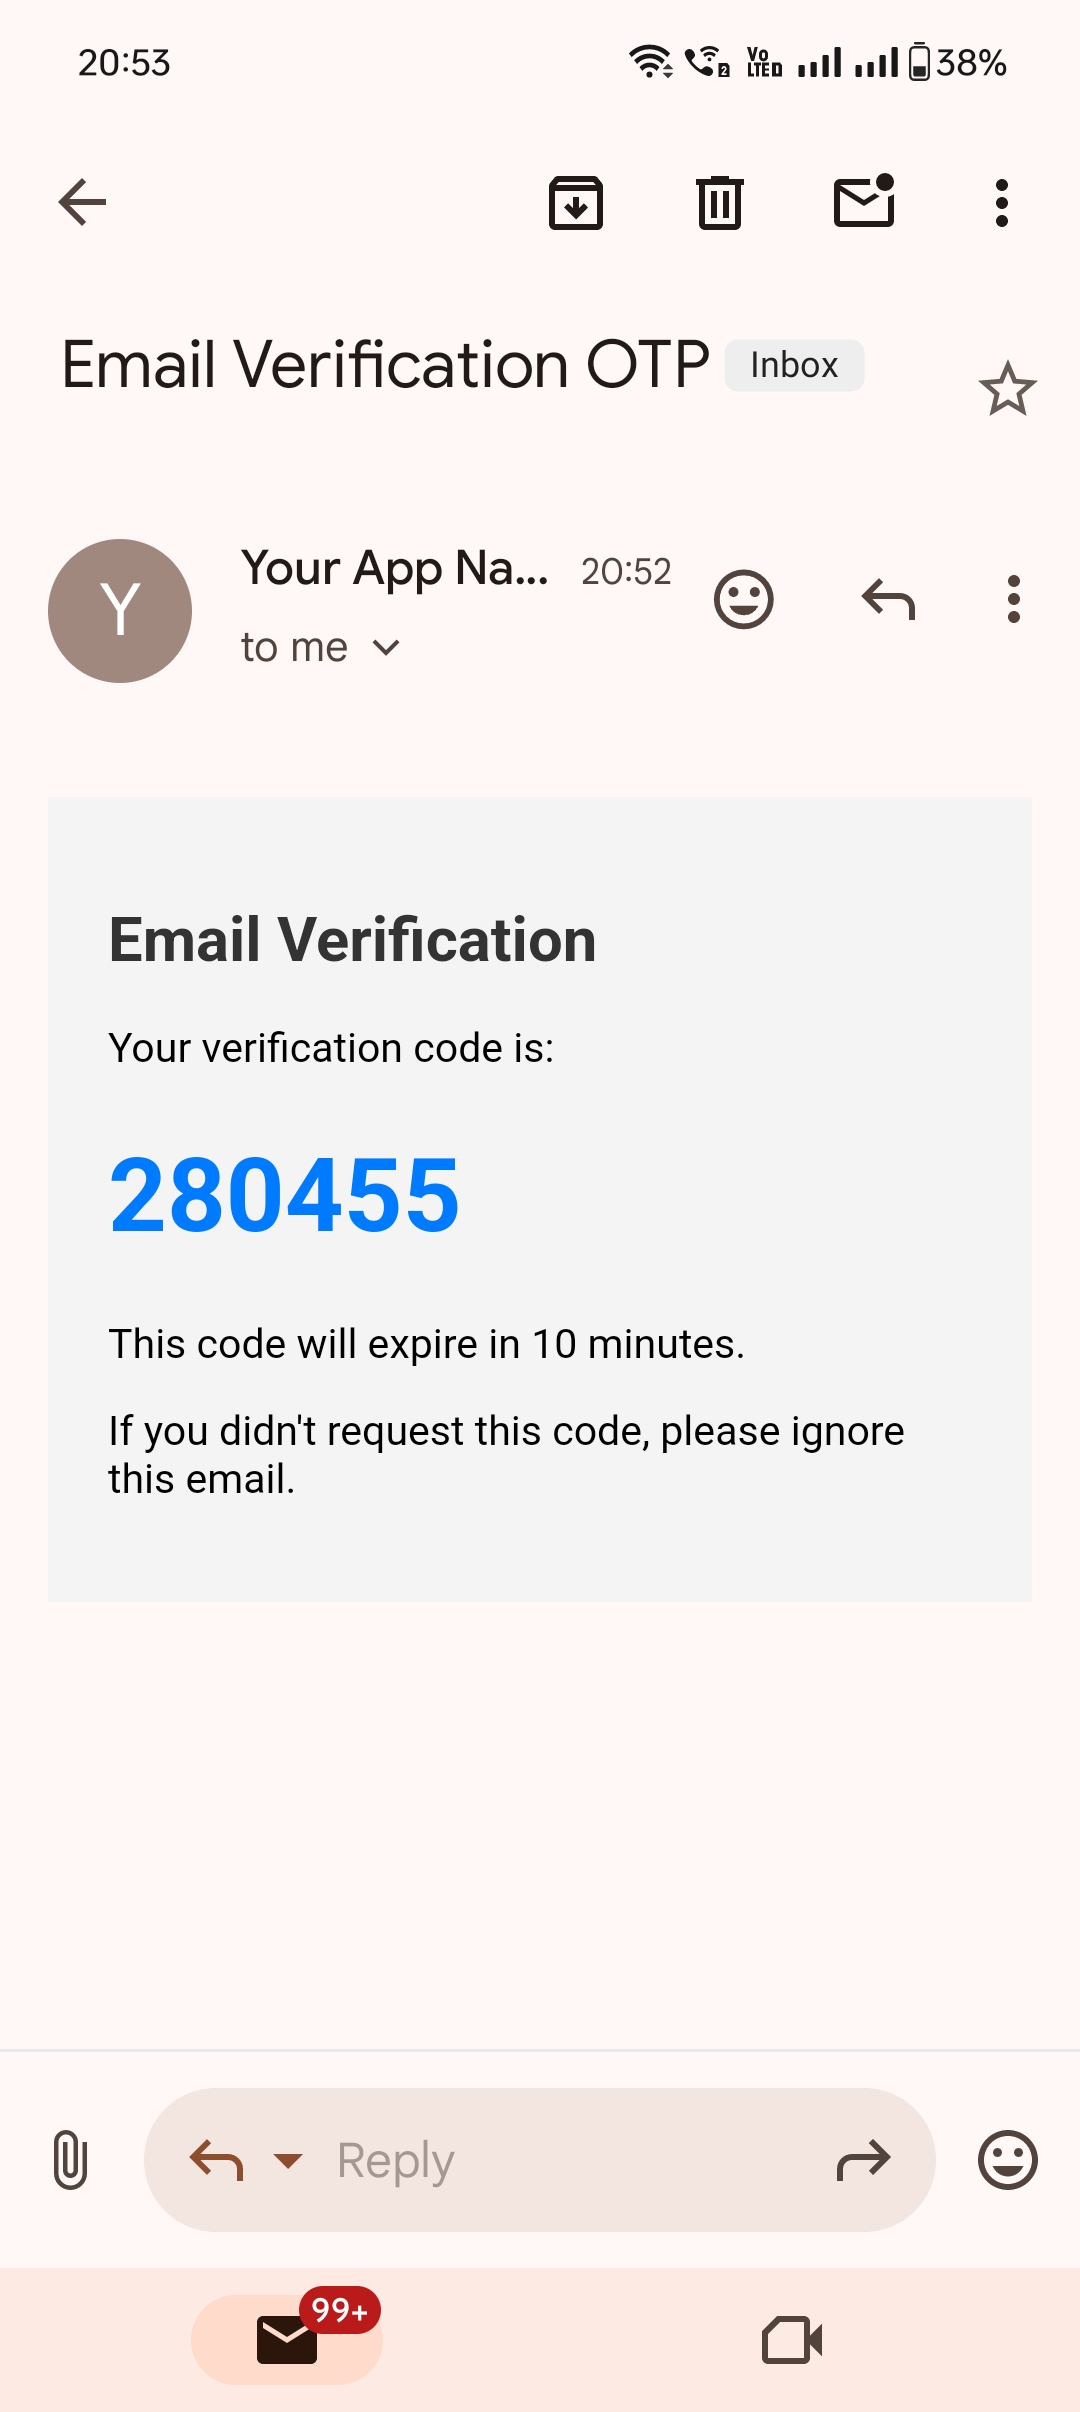 20:53
Vo LTE 38%
Email Verification OTP Inbox
Y
Your App Na... 20:52
to me
Email Verification
Your verification code is:
280455
This code will expire in 10 minutes.
If you didn't request this code, please ignore
this email.
Reply
99+